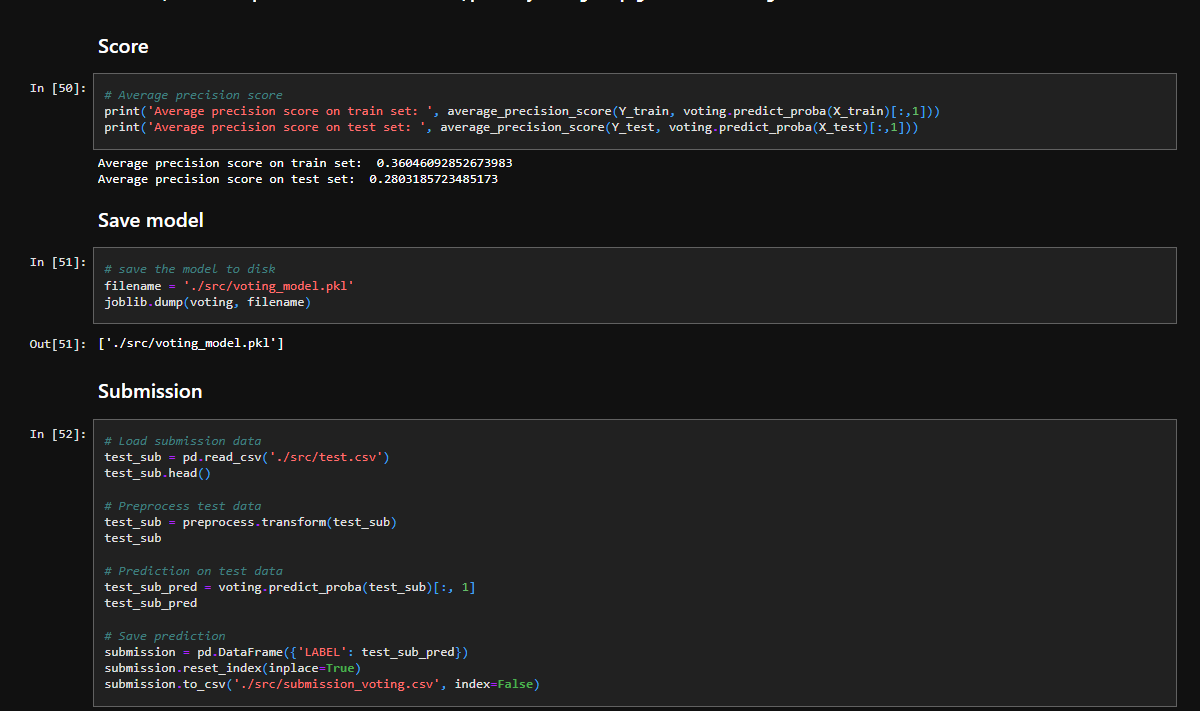 Score
In [50]:
# Average precision score
print('Average precision score on train set: ', average_precision_score(Y_train, voting.predict_proba(X_train)[:,1]))
print('Average precision score on test set: ', average_precision_score(Y_test, voting.predict_proba(X_test)[:,1]))
Average precision score on train set:  0.36046092852673983
Average precision score on test set:  0.2803185723485173
Save model
In [51]:
# save the model to disk
filename = './src/voting_model.pkl'
joblib.dump(voting, filename)
Out[51]: ['./src/voting_model.pkl']
Submission
In [52]:
# Load submission data
test_sub = pd.read_csv('./src/test.csv')
test_sub.head()
# Preprocess test data
test_sub = preprocess.transform(test_sub)
test_sub
# Prediction on test data
test_sub_pred = voting.predict_proba(test_sub)[:, 1]
test_sub_pred
# Save prediction
submission = pd.DataFrame({'LABEL': test_sub_pred})
submission.reset_index(inplace=True)
submission.to_csv('./src/submission_voting.csv', index=False)